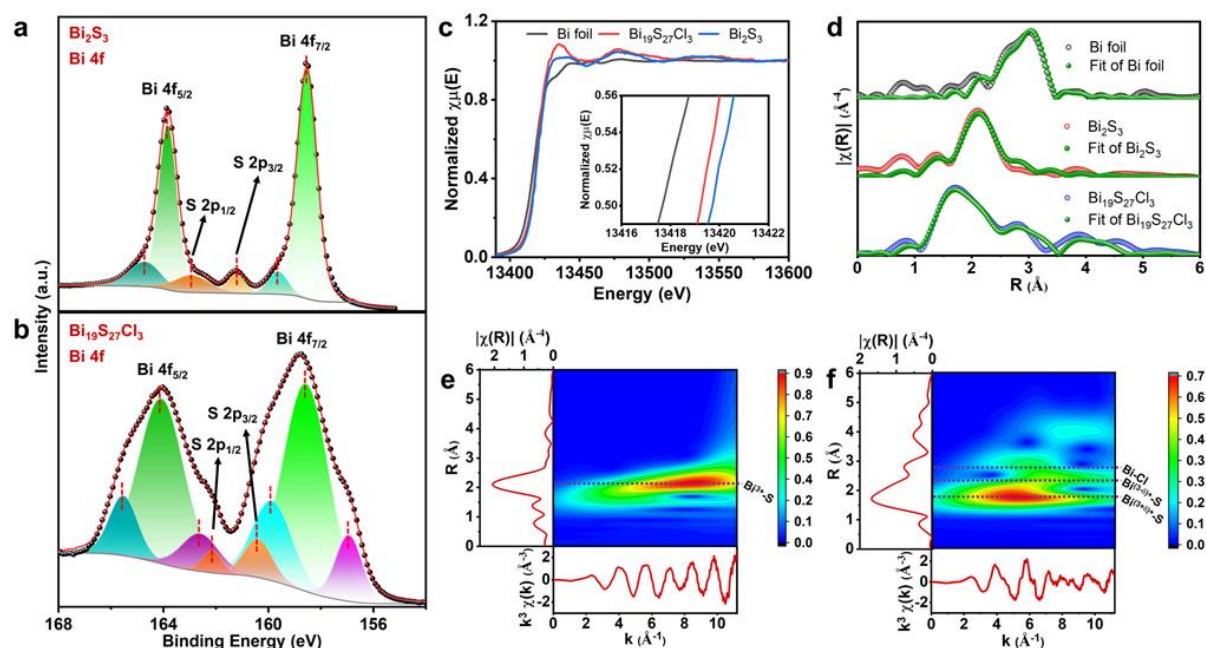 a
Bi₂S₃
Bi 4f
Bi 4f₅/₂
Bi 4f₇/₂
S 2p₃/₂
S 2p₁/₂
b
Bi₁₉S₂₇Cl₃
Bi 4f
Bi 4f₅/₂
Bi 4f₇/₂
S 2p₃/₂
S 2p₁/₂
Intensity (a.u.)
168 164 160 156
Binding Energy (eV)
c
Bi foil Bi₁₉S₂₇Cl₃ Bi₂S₃
Normalized χμ(E)
1.2
0.9
0.6
0.3
0.0
13400 13450 13500 13550 13600
Energy (eV)
Normalized χμ(E)
0.56
0.54
0.52
0.50
13416 13418 13420 13422
Energy (eV)
d
Bi foil
Fit of Bi foil
Bi₂S₃
Fit of Bi₂S₃
Bi₁₉S₂₇Cl₃
Fit of Bi₁₉S₂₇Cl₃
|χ(R)| (Å⁻⁴)
0 1 2 3 4 5 6
R (Å)
|χ(R)| (Å⁻⁴)
2 1 0
e
R (Å)
6
5
4
3
2
1
0
Bi³⁺-S
0.9
0.8
0.7
0.6
0.5
0.4
0.3
0.2
0.1
0.0
k³ χ(k) (Å⁻³)
2
0
-2
0 2 4 6 8 10
k (Å⁻¹)
|χ(R)| (Å⁻⁴)
2 1 0
f
R (Å)
6
5
4
3
2
1
0
Bi-Cl
Bi⁽³⁻ᵟ⁾⁺-S
Bi⁽³⁺ᵟ⁾⁺-S
0.7
0.6
0.5
0.4
0.3
0.2
0.1
0.0
k³ χ(k) (Å⁻³)
2
0
-2
0 2 4 6 8 10
k (Å⁻¹)